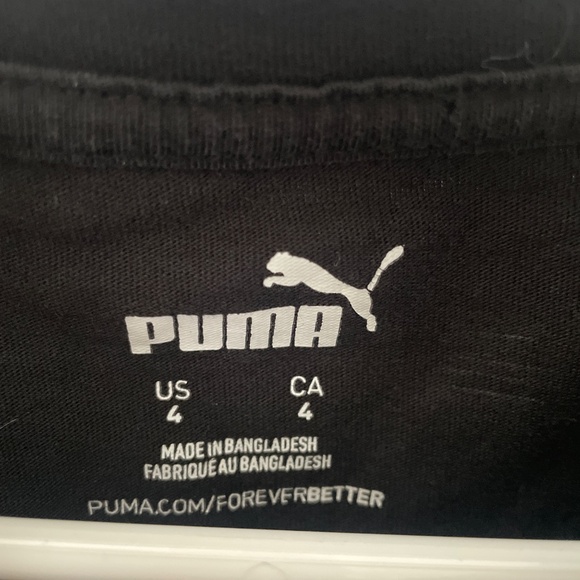 PUMA
US CA
4 4
MADE IN BANGLADESH
FABRIQUÉ AU BANGLADESH
PUMA.COM/FOREVERBETTER